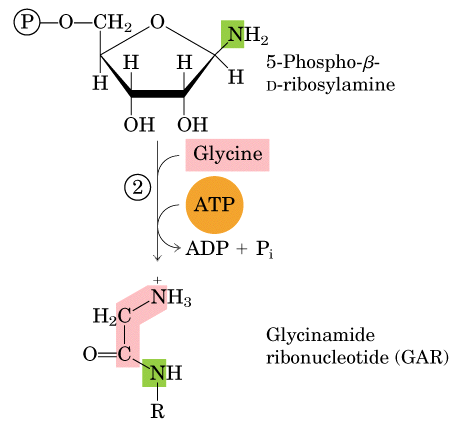 P—O—CH₂
O
NH₂
H
H
H
H
OH
OH
5-Phospho-β-
D-ribosylamine
Glycine
2
ATP
ADP + Pᵢ
+
NH₃
H₂C
O=C
NH
R
Glycinamide
ribonucleotide (GAR)